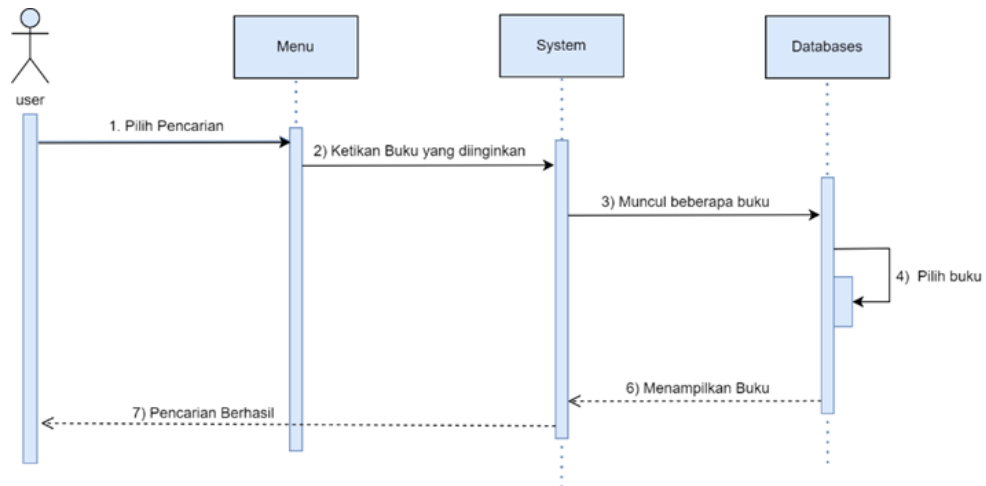 Menu
System
Databases
user
1. Pilih Pencarian
2) Ketikan Buku yang diinginkan
3) Muncul beberapa buku
4) Pilih buku
6) Menampilkan Buku
7) Pencarian Berhasil